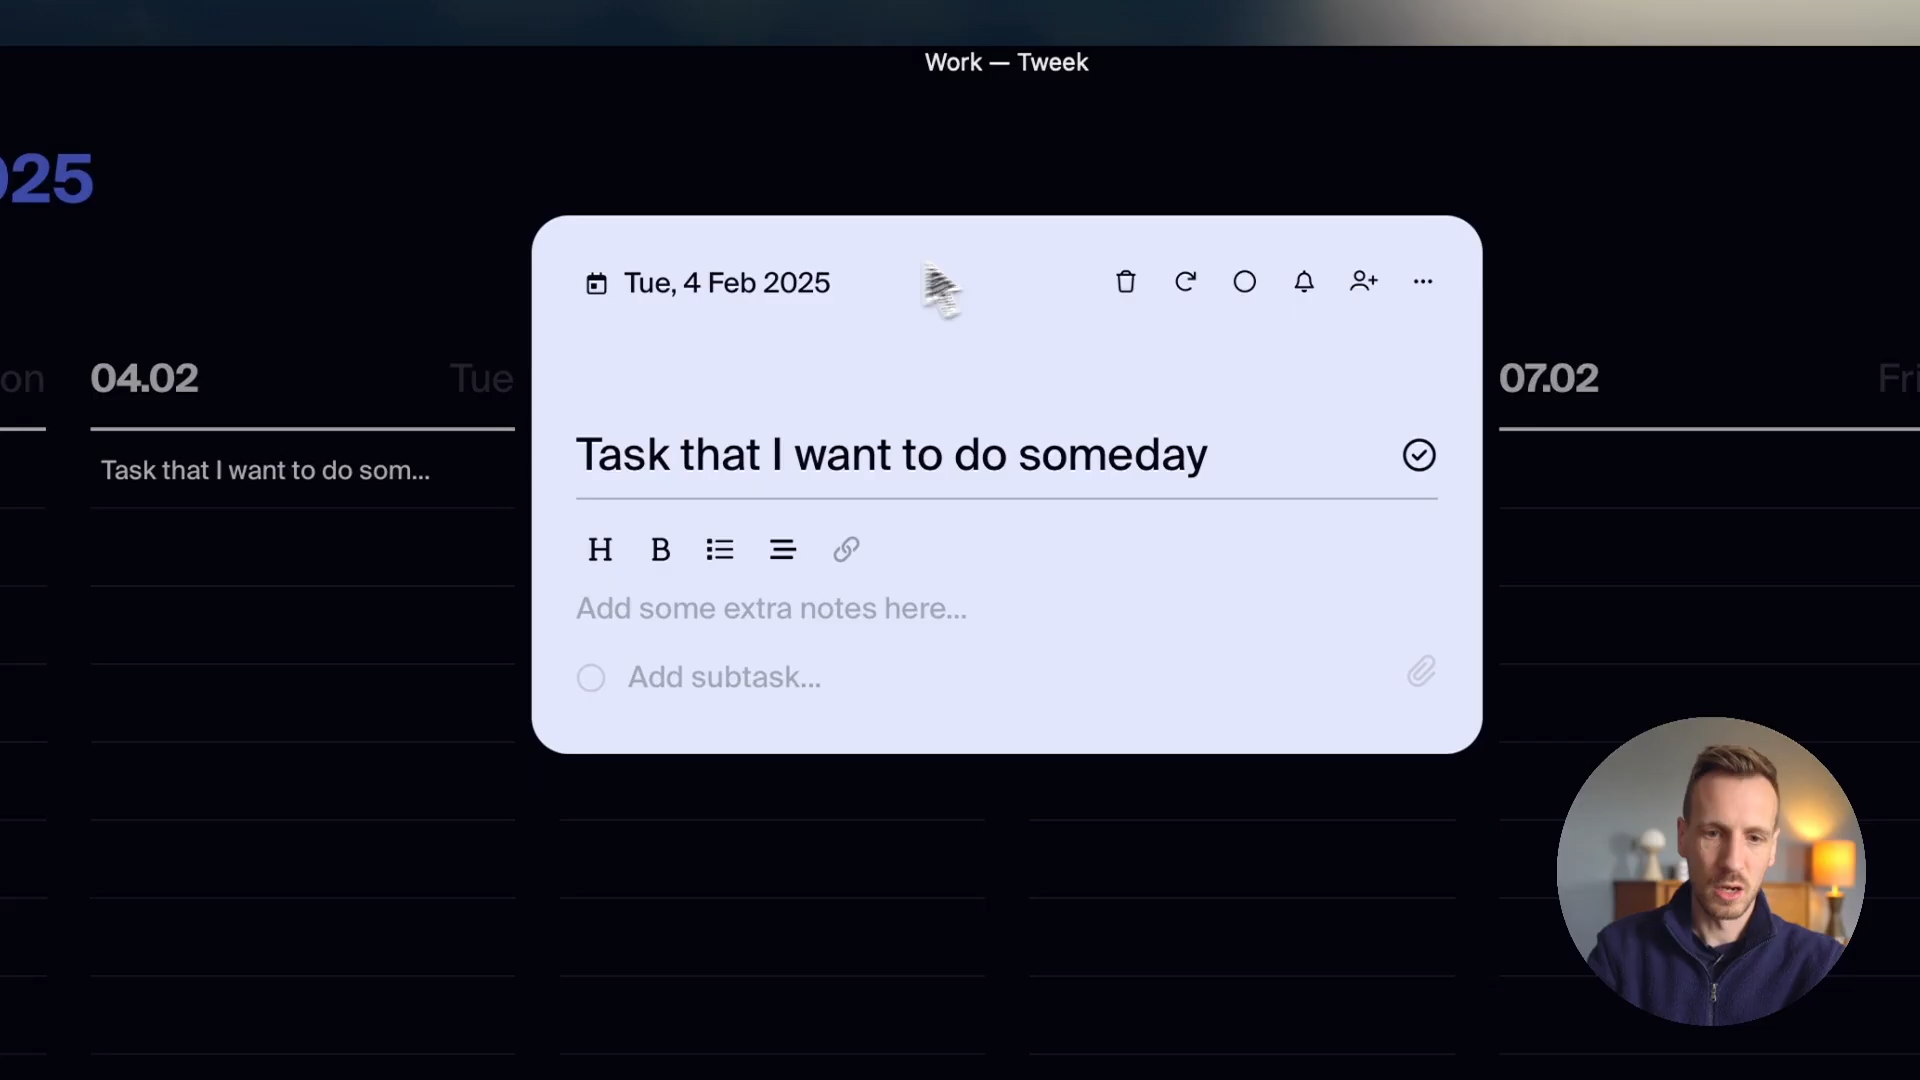 Work — Tweek
025
Tue, 4 Feb 2025
on
04.02
Tue
07.02
Fri
Task that I want to do someday
Task that I want to do som...
H B
Add some extra notes here...
Add subtask...